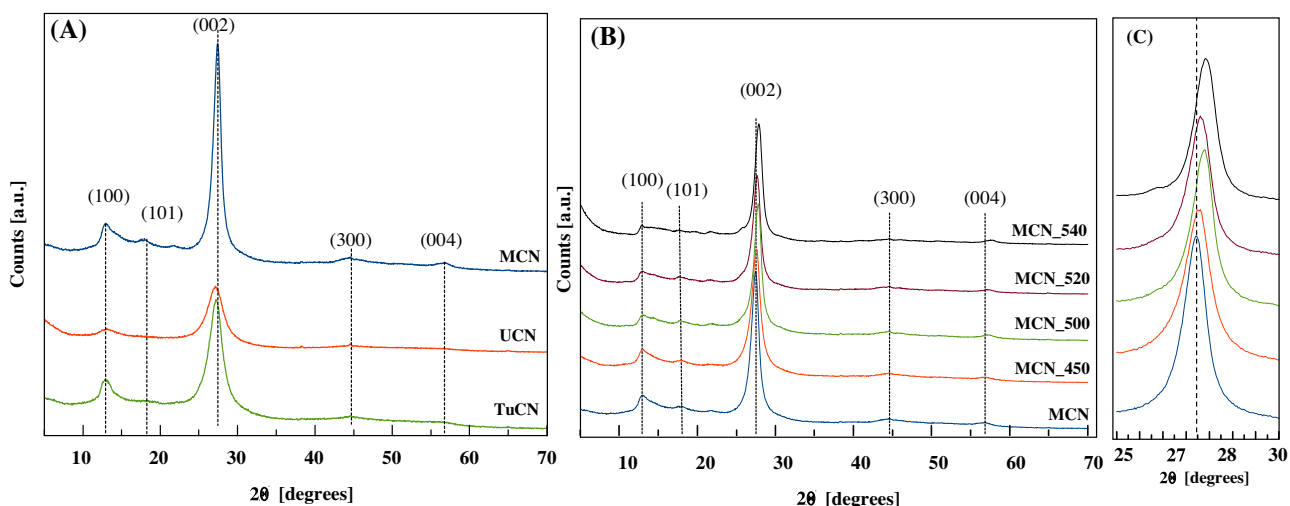 (A)
(002)
(100)
(101)
(300)
(004)
MCN
UCN
TuCN
Counts [a.u.]
10 20 30 40 50 60 70
2θ [degrees]
(B)
(002)
(100)
(101)
(300)
(004)
MCN_540
MCN_520
MCN_500
MCN_450
MCN
Counts [a.u.]
10 20 30 40 50 60 70
2θ [degrees]
(C)
25 27 28 30
2θ [degrees]